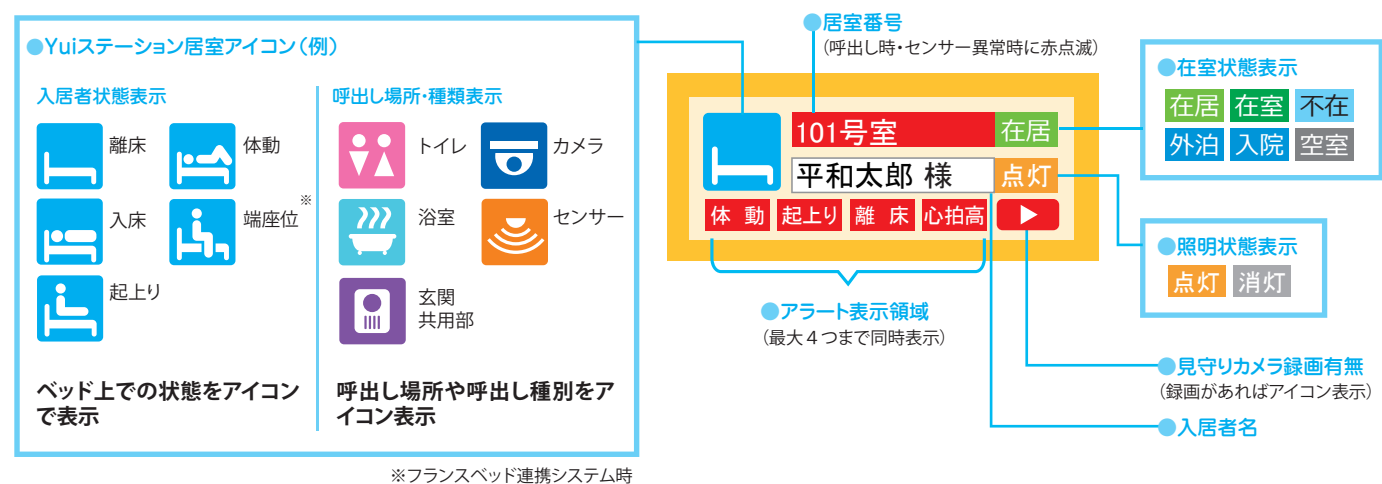 ●Yuiステーション居室アイコン(例)
入居者状態表示
離床
体動
入床
端座位
※
起上り
ベッド上での状態をアイコン
で表示
呼出し場所・種類表示
トイレ
カメラ
浴室
センサー
玄関
共用部
呼出し場所や呼出し種別をア
イコン表示
※フランスベッド連携システム時
●居室番号
(呼出し時・センサー異常時に赤点滅)
101号室
在居
平和太郎 様
点灯
体 動
起上り
離 床
心拍高
●アラート表示領域
(最大4つまで同時表示)
●在室状態表示
在居
在室
不在
外泊
入院
空室
●照明状態表示
点灯
消灯
●見守りカメラ録画有無
(録画があればアイコン表示)
●入居者名